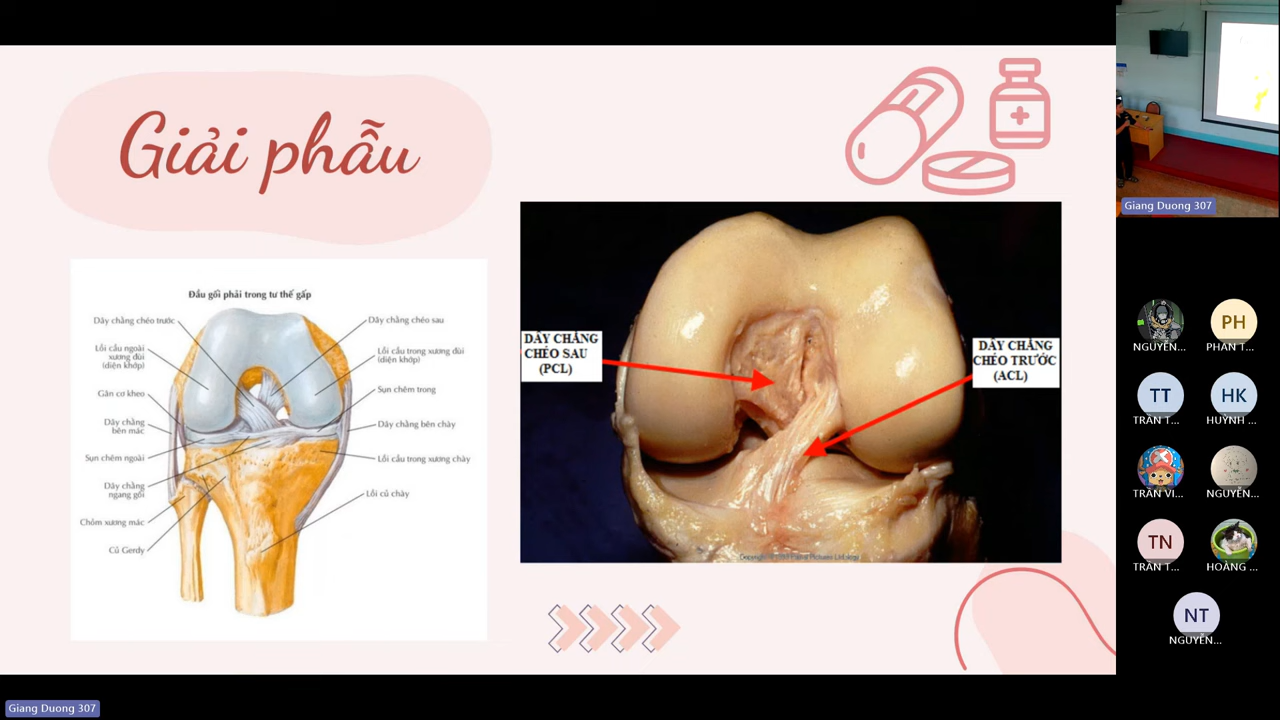 Giải phẫu
Đầu gối phải trong tư thế gấp
Dây chằng chéo trước
Lồi cầu ngoài
xương đùi
(diện khớp)
Gân cơ kheo
Dây chằng
bên mác
Sụn chêm ngoài
Dây chằng
ngang gối
Chỏm xương mác
Củ Gerdy
Dây chằng chéo sau
Lồi cầu trong xương đùi
(diện khớp)
Sụn chêm trong
Dây chằng bên chày
Lồi cầu trong xương chày
Lồi củ chày
DÂY CHẰNG
CHÉO SAU
(PCL)
DÂY CHẰNG
CHÉO TRƯỚC
(ACL)
Giang Duong 307
NGUYỄN...
PH
PHAN T...
TT
TRẦN T...
HK
HUỲNH ...
TRẦN VI...
NGUYỄN...
TN
TRẦN T...
HOÀNG ...
NT
NGUYỄN...
Giang Duong 307